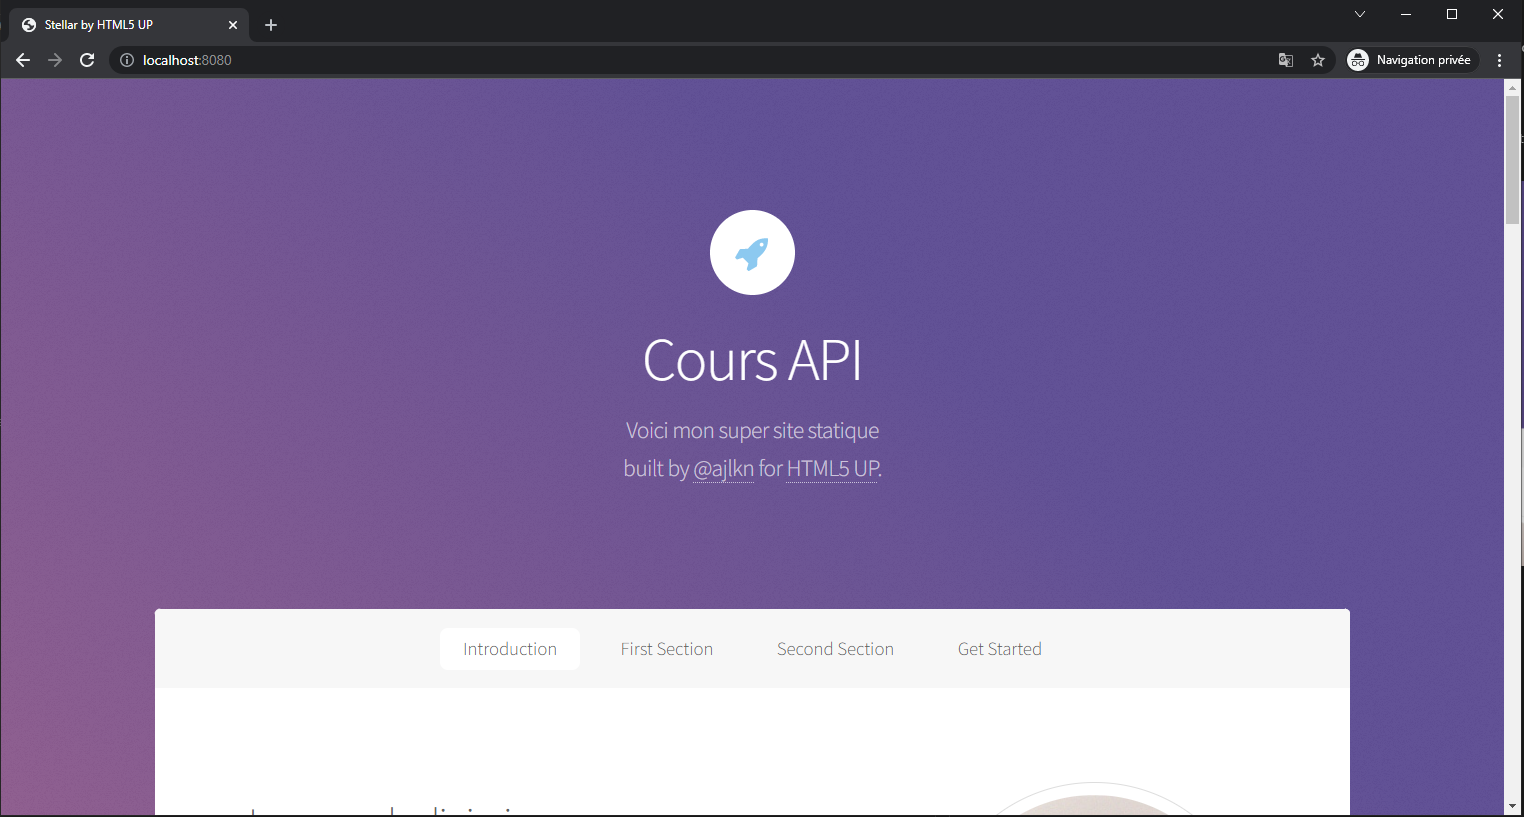 Stellar by HTML5 UP
localhost:8080
Navigation privée
Cours API
Voici mon super site statique
built by @ajlkn for HTML5 UP.
Introduction First Section Second Section Get Started